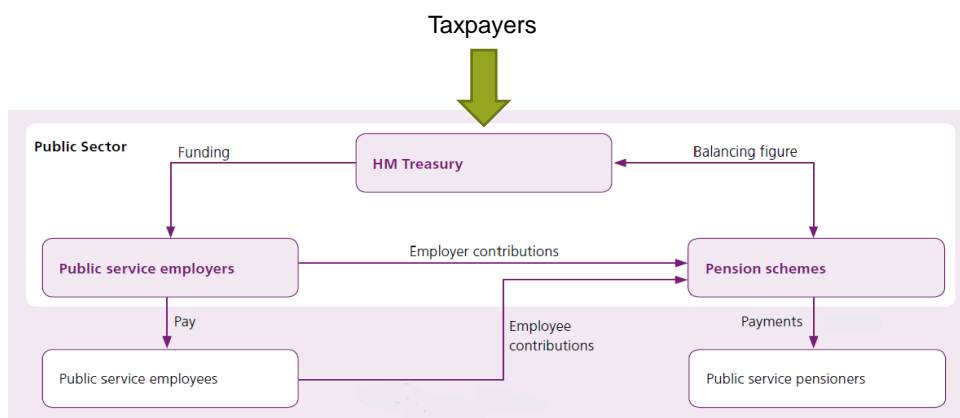 Taxpayers
Public Sector
Funding
HM Treasury
Balancing figure
Public service employers
Employer contributions
Pension schemes
Pay
Employee
contributions
Payments
Public service employees
Public service pensioners